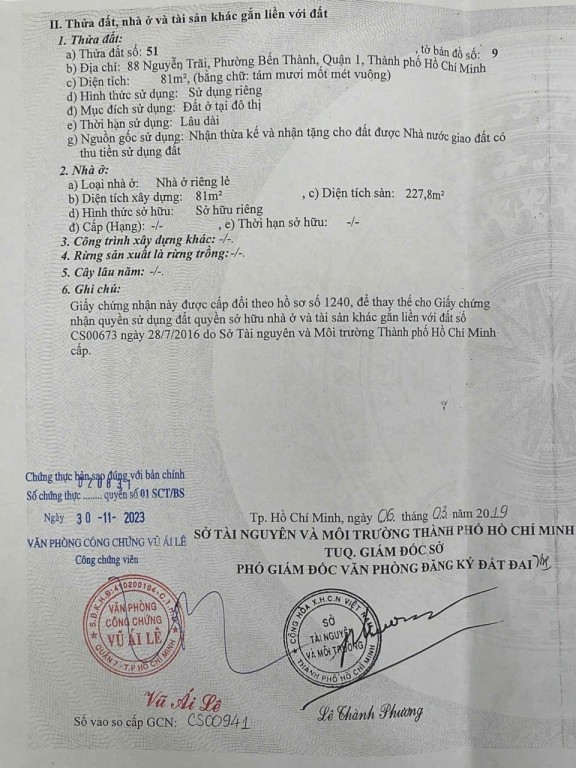 II. Thửa đất, nhà ở và tài sản khác gắn liền với đất
1. Thửa đất:
a) Thửa đất số: 51 , tờ bản đồ số: 9
b) Địa chỉ: 88 Nguyễn Trãi, Phường Bến Thành, Quận 1, Thành phố Hồ Chí Minh
c) Diện tích: 81m², (bằng chữ: tám mươi mốt mét vuông)
d) Hình thức sử dụng: Sử dụng riêng
đ) Mục đích sử dụng: Đất ở tại đô thị
e) Thời hạn sử dụng: Lâu dài
g) Nguồn gốc sử dụng: Nhận thừa kế và nhận tặng cho đất được Nhà nước giao đất có
thu tiền sử dụng đất
2. Nhà ở:
a) Loại nhà ở: Nhà ở riêng lẻ
b) Diện tích xây dựng: 81m² , c) Diện tích sàn: 227,8m²
d) Hình thức sở hữu: Sở hữu riêng
đ) Cấp (Hạng): -/- , e) Thời hạn sở hữu: -/-
3. Công trình xây dựng khác: -/-.
4. Rừng sản xuất là rừng trồng:-/-.
5. Cây lâu năm: -/-.
6. Ghi chú:
Giấy chứng nhận này được cấp đổi theo hồ sơ số 1240, để thay thế cho Giấy chứng
nhận quyền sử dụng đất quyền sở hữu nhà ở và tài sản khác gắn liền với đất số
CS00673 ngày 28/7/2016 do Sở Tài nguyên và Môi trường Thành phố Hồ Chí Minh
cấp.
Chứng thực bản sao đúng với bản chính
Số chứng thực ........ quyển số 01 SCT/BS
Ngày 30 -11- 2023
VĂN PHÒNG CÔNG CHỨNG VŨ ÁI LÊ
Công chứng viên
Tp. Hồ Chí Minh, ngày 06 tháng 03 năm 2019
SỞ TÀI NGUYÊN VÀ MÔI TRƯỜNG THÀNH PHỐ HỒ CHÍ MINH
TUQ. GIÁM ĐỐC SỞ
PHÓ GIÁM ĐỐC VĂN PHÒNG ĐĂNG KÝ ĐẤT ĐAI
VĂN PHÒNG
CÔNG CHỨNG
VŨ ÁI LÊ
QUẬN 7 - T.P HỒ CHÍ MINH
CỘNG HÒA X.H.C.N VIỆT NAM
SỞ
TÀI NGUYÊN
VÀ MÔI TRƯỜNG
THÀNH PHỐ HỒ CHÍ MINH
Vũ Ái Lê
Lê Thành Phương
Số vào sổ cấp GCN: CS00941